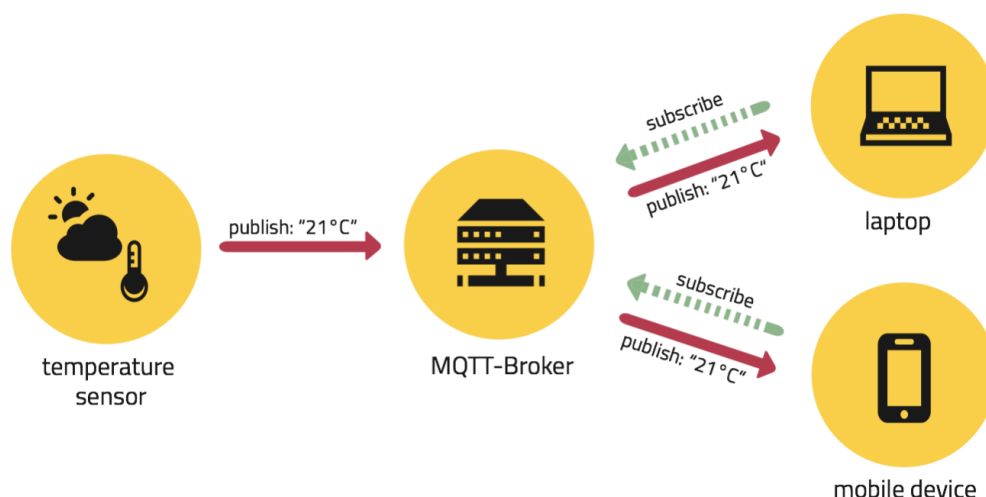 subscribe
publish: “21°C“
laptop
publish: “21°C“
temperature
sensor
MQTT-Broker
subscribe
publish: “21°C“
mobile device